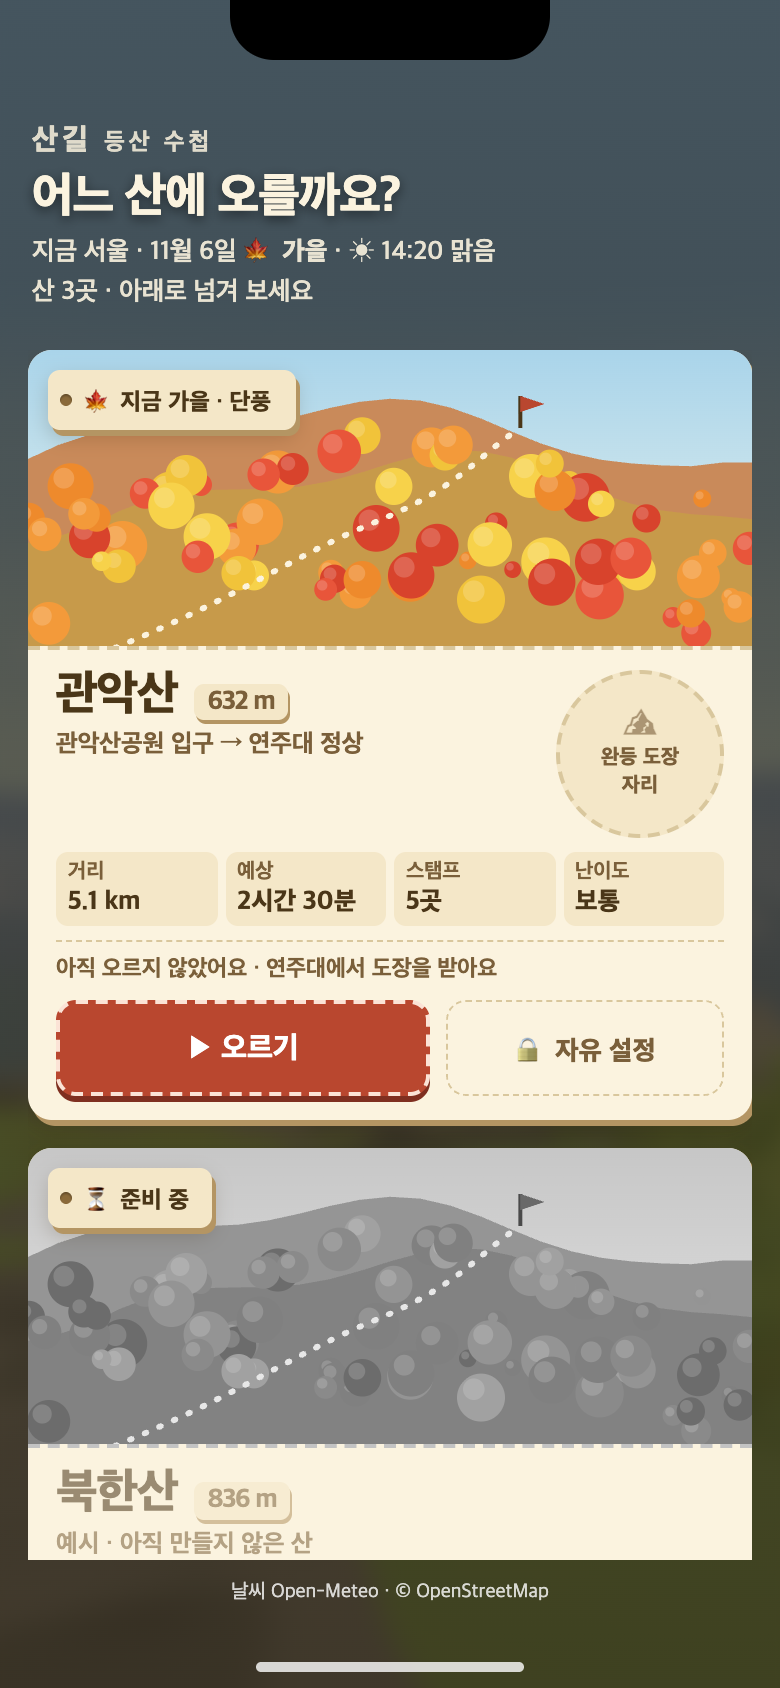 산길 등산 수첩
어느 산에 오를까요?
지금 서울 · 11월 6일 🍁 가을 · ☀ 14:20 맑음
산 3곳 · 아래로 넘겨 보세요
🍁 지금 가을 · 단풍
관악산 632 m
관악산공원 입구 → 연주대 정상
완등 도장
자리
거리
5.1 km
예상
2시간 30분
스탬프
5곳
난이도
보통
아직 오르지 않았어요 · 연주대에서 도장을 받아요
▶ 오르기
🔒 자유 설정
⏳ 준비 중
북한산 836 m
예시 · 아직 만들지 않은 산
날씨 Open-Meteo · © OpenStreetMap